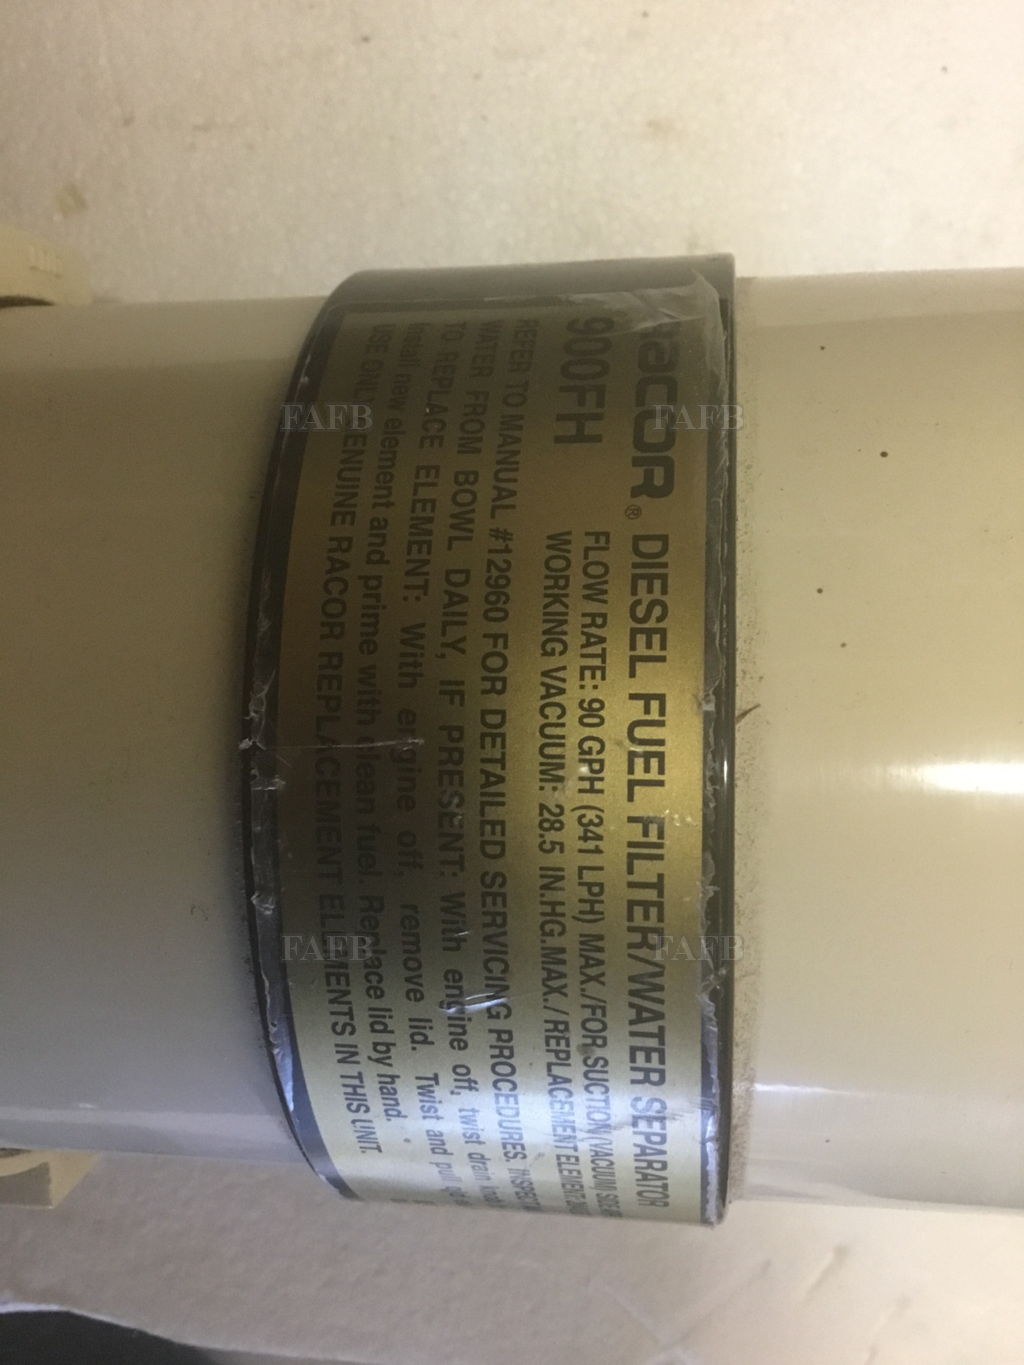 RACOR® DIESEL FUEL FILTER/WATER SEPARATOR
900FH
FLOW RATE: 90 GPH (341 LPH) MAX./FOR SUCTION (VACUUM) SIDE
WORKING VACUUM: 28.5 IN.HG.MAX./REPLACEMENT ELEMENT:
REFER TO MANUAL #12960 FOR DETAILED SERVICING PROCEDURES. INSPECT
WATER FROM BOWL DAILY, IF PRESENT: With engine off, twist drain
TO REPLACE ELEMENT: With engine off, remove lid. Twist and pull
Install new element and prime with clean fuel. Replace lid by hand.
USE ONLY GENUINE RACOR REPLACEMENT ELEMENTS IN THIS UNIT.
FAFB
FAFB
FAFB
FAFB